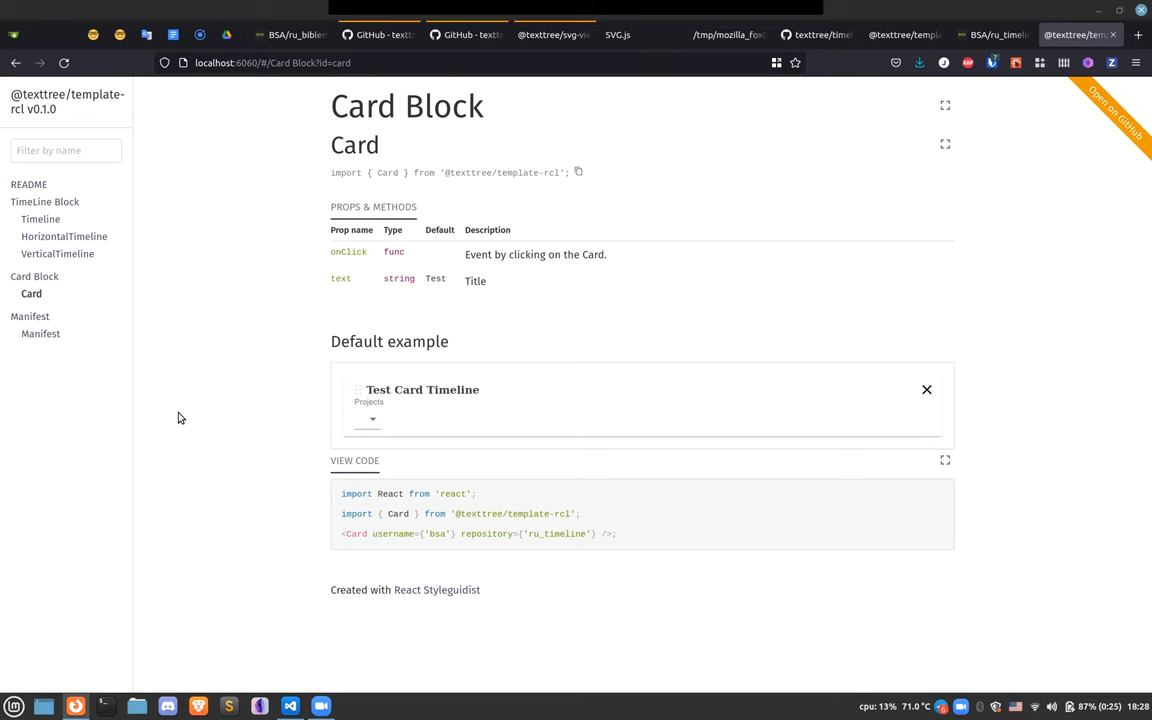 BSA/ru_biblem
GitHub - textt
GitHub - textt
@texttree/svg-vie
SVG.js
/tmp/mozilla_fox0
texttree/time
@texttree/templa
BSA/ru_timeli
@texttree/tem
localhost:6060/#/Card Block?id=card
@texttree/template-
rcl v0.1.0
Filter by name
README
TimeLine Block
Timeline
HorizontalTimeline
VerticalTimeline
Card Block
Card
Manifest
Manifest
Open on GitHub
Card Block
Card
import { Card } from '@texttree/template-rcl';
PROPS & METHODS
Prop name Type Default Description
onClick func Event by clicking on the Card.
text string Test Title
Default example
Test Card Timeline
Projects
VIEW CODE
import React from 'react';
import { Card } from '@texttree/template-rcl';
<Card username={'bsa'} repository={'ru_timeline'} />;
Created with React Styleguidist
cpu: 13% 71.0 °C
87% (0:25) 18:28